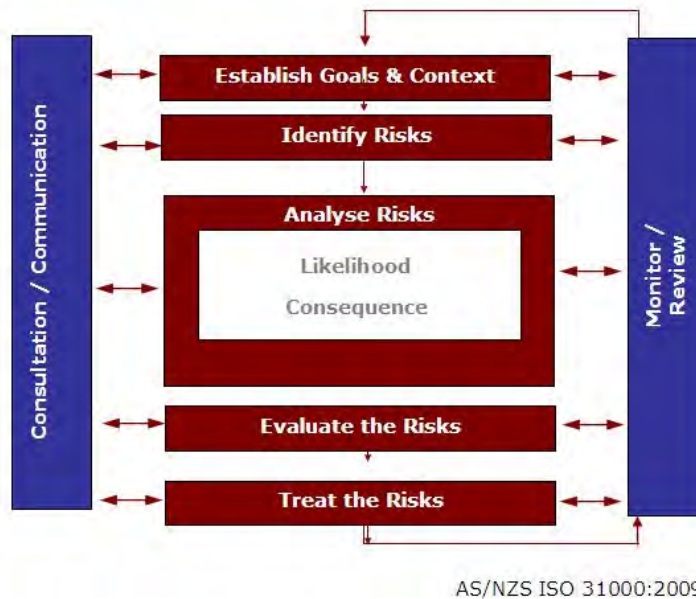 Establish Goals & Context
Identify Risks
Analyse Risks
Likelihood
Consequence
Evaluate the Risks
Treat the Risks
Consultation / Communication
Monitor /
Review
AS/NZS ISO 31000:2009